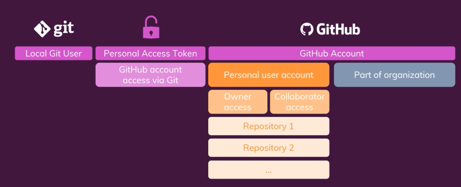 git
GitHub
Local Git User
Personal Access Token
GitHub Account
GitHub account
access via Git
Personal user account
Part of organization
Owner
access
Collaborator
access
Repository 1
Repository 2
...